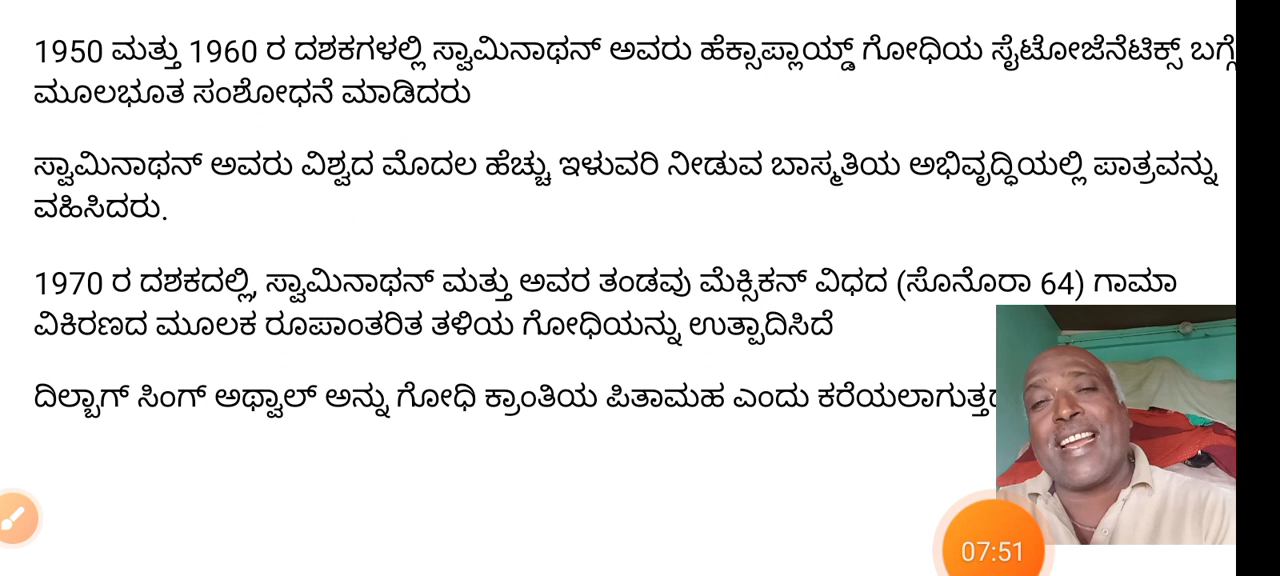 1950 ಮತ್ತು 1960 ರ ದಶಕಗಳಲ್ಲಿ ಸ್ವಾಮಿನಾಥನ್ ಅವರು ಹೆಕ್ಸಾಪ್ಲಾಯ್ಡ್ ಗೋಧಿಯ ಸೈಟೋಜೆನೆಟಿಕ್ಸ್ ಬಗ್ಗೆ
ಮೂಲಭೂತ ಸಂಶೋಧನೆ ಮಾಡಿದರು
ಸ್ವಾಮಿನಾಥನ್ ಅವರು ವಿಶ್ವದ ಮೊದಲ ಹೆಚ್ಚು ಇಳುವರಿ ನೀಡುವ ಬಾಸ್ಮತಿಯ ಅಭಿವೃದ್ಧಿಯಲ್ಲಿ ಪಾತ್ರವನ್ನು
ವಹಿಸಿದರು.
1970 ರ ದಶಕದಲ್ಲಿ, ಸ್ವಾಮಿನಾಥನ್ ಮತ್ತು ಅವರ ತಂಡವು ಮೆಕ್ಸಿಕನ್ ವಿಧದ (ಸೊನೊರಾ 64) ಗಾಮಾ
ವಿಕಿರಣದ ಮೂಲಕ ರೂಪಾಂತರಿತ ತಳಿಯ ಗೋಧಿಯನ್ನು ಉತ್ಪಾದಿಸಿದೆ
ದಿಲ್ಬಾಗ್ ಸಿಂಗ್ ಅಥ್ವಾಲ್ ಅನ್ನು ಗೋಧಿ ಕ್ರಾಂತಿಯ ಪಿತಾಮಹ ಎಂದು
07:51